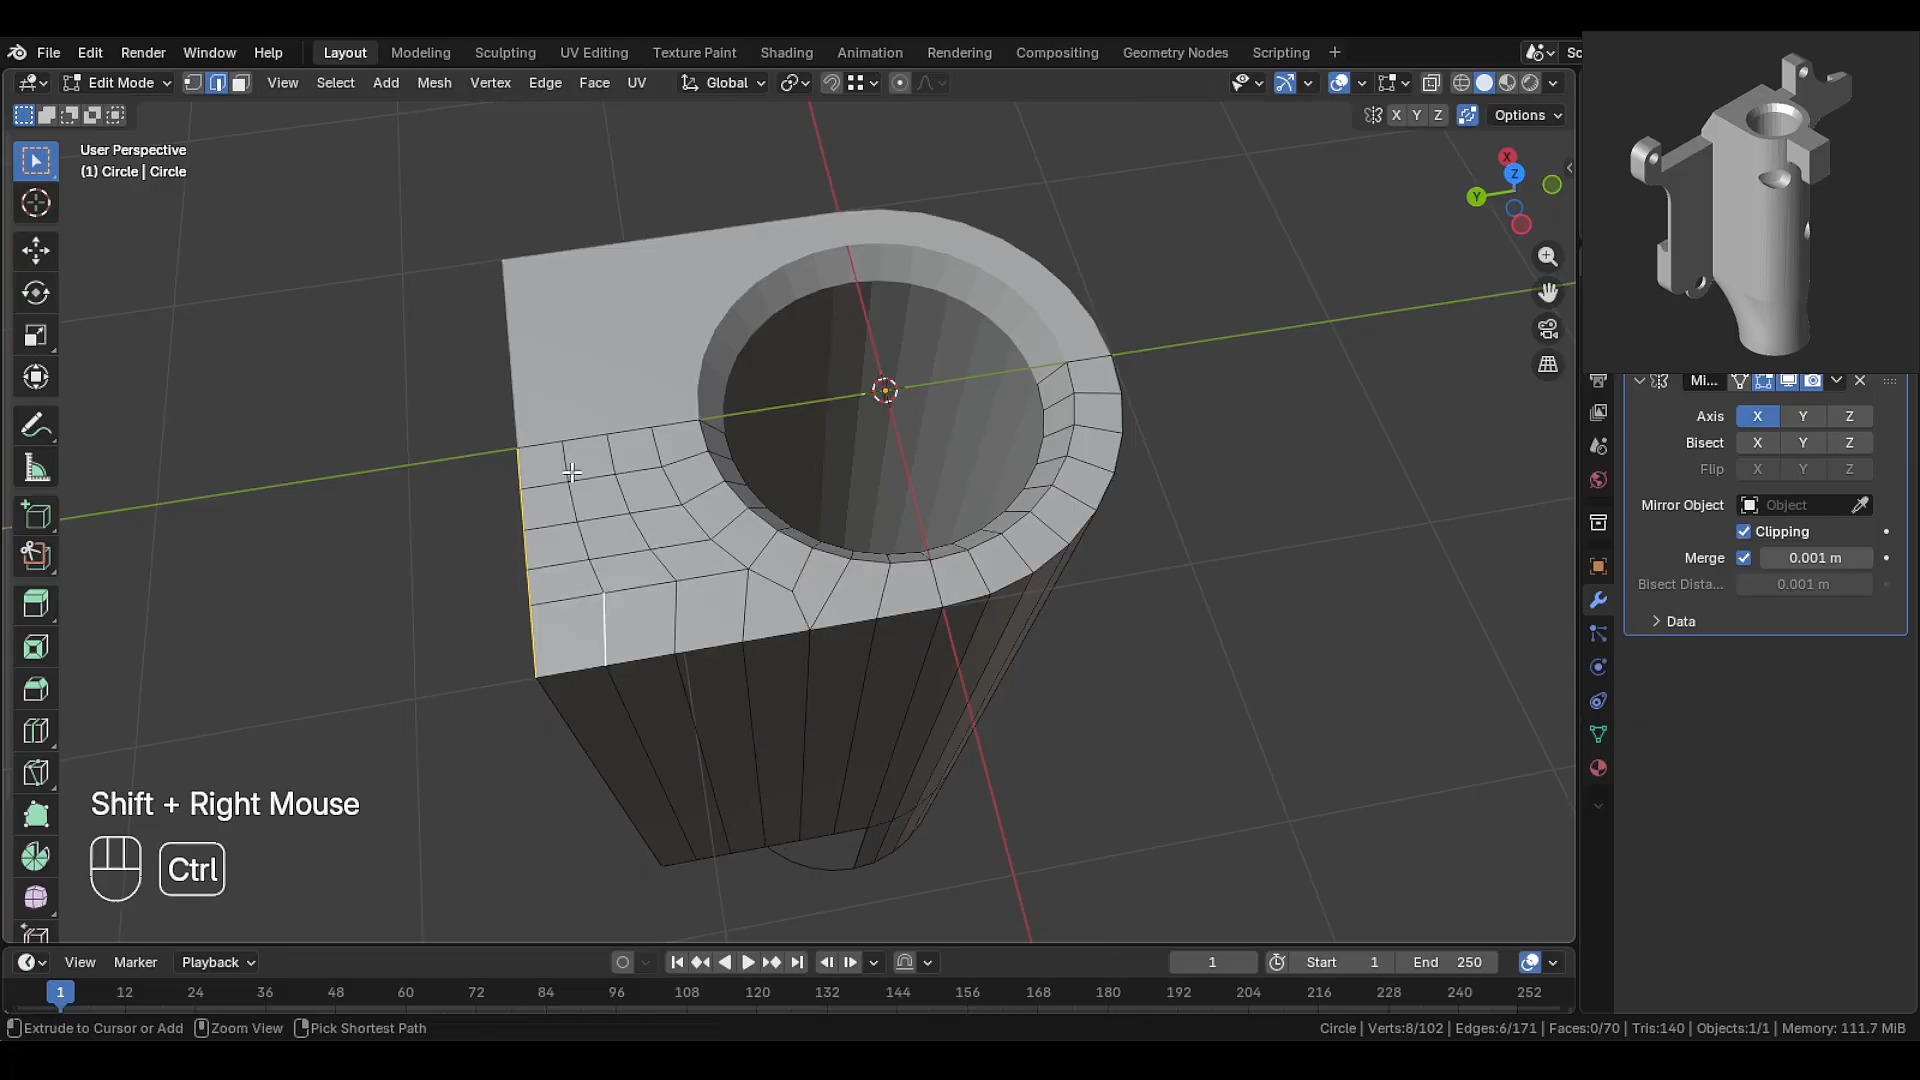 File Edit Render Window Help Layout Modeling Sculpting UV Editing Texture Paint Shading Animation Rendering Compositing Geometry Nodes Scripting + Sc
Edit Mode View Select Add Mesh Vertex Edge Face UV Global
X Y Z Options
User Perspective
(1) Circle | Circle
X
Z
Y
Mi...
Axis X Y Z
Bisect X Y Z
Flip X Y Z
Mirror Object Object
Clipping
Merge 0.001 m
Bisect Dista... 0.001 m
Data
Shift + Right Mouse
Ctrl
View Marker Playback 1 Start 1 End 250
1 12 24 36 48 60 72 84 96 108 120 132 144 156 168 180 192 204 216 228 240 252
Extrude to Cursor or Add Zoom View Pick Shortest Path Circle | Verts:8/102 | Edges:6/171 | Faces:0/70 | Tris:140 | Objects:1/1 | Memory: 111.7 MiB